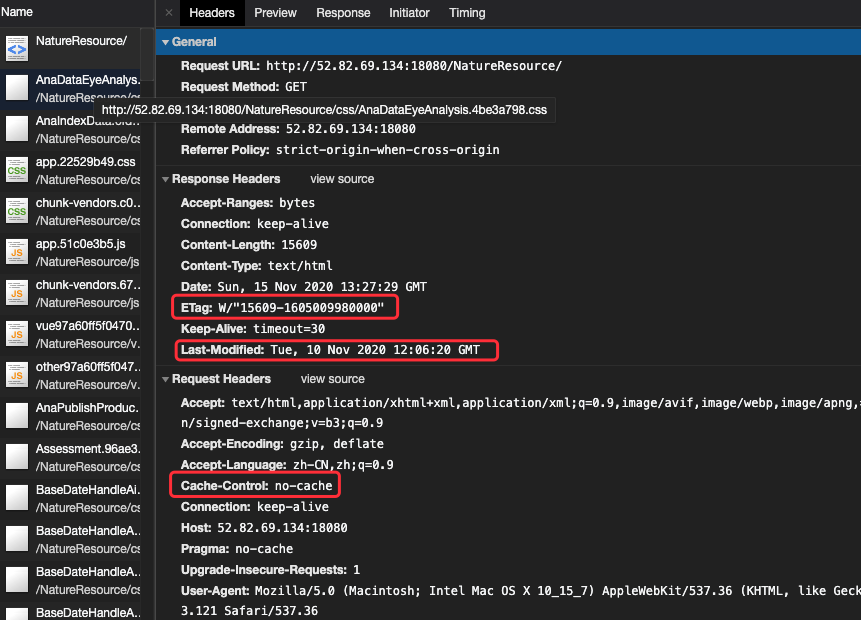 Name
× Headers Preview Response Initiator Timing
NatureResource/
AnaDataEyeAnalys.
/NatureResource/cs
AnaIndexData.
/NatureResource/cs
app.22529b49.css
/NatureResource/cs
chunk-vendors.c0..
/NatureResource/cs
app.51c0e3b5.js
/NatureResource/js
chunk-vendors.67..
/NatureResource/js
vue97a60ff5f0470..
/NatureResource/v.
other97a60ff5f047..
/NatureResource/v.
AnaPublishProduc.
/NatureResource/cs
Assessment.96ae3.
/NatureResource/cs
BaseDateHandleAi.
/NatureResource/cs
BaseDateHandleA..
/NatureResource/cs
BaseDateHandleA..
/NatureResource/cs
BaseDateHandleA..
General
Request URL: http://52.82.69.134:18080/NatureResource/
Request Method: GET
http://52.82.69.134:18080/NatureResource/css/AnaDataEyeAnalysis.4be3a798.css
Remote Address: 52.82.69.134:18080
Referrer Policy: strict-origin-when-cross-origin
Response Headers view source
Accept-Ranges: bytes
Connection: keep-alive
Content-Length: 15609
Content-Type: text/html
Date: Sun, 15 Nov 2020 13:27:29 GMT
ETag: W/"15609-1605009980000"
Keep-Alive: timeout=30
Last-Modified: Tue, 10 Nov 2020 12:06:20 GMT
Request Headers view source
Accept: text/html,application/xhtml+xml,application/xml;q=0.9,image/avif,image/webp,image/apng,
n/signed-exchange;v=b3;q=0.9
Accept-Encoding: gzip, deflate
Accept-Language: zh-CN,zh;q=0.9
Cache-Control: no-cache
Connection: keep-alive
Host: 52.82.69.134:18080
Pragma: no-cache
Upgrade-Insecure-Requests: 1
User-Agent: Mozilla/5.0 (Macintosh; Intel Mac OS X 10_15_7) AppleWebKit/537.36 (KHTML, like Geck
3.121 Safari/537.36